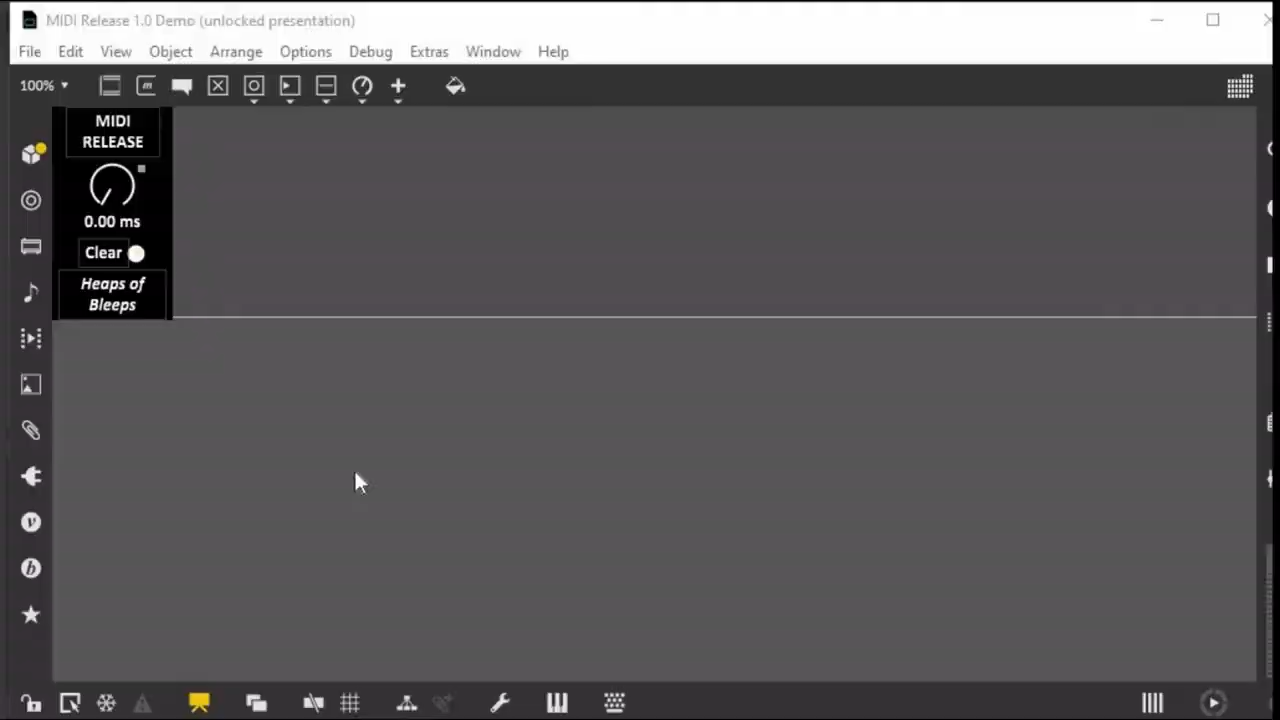 MIDI Release 1.0 Demo (unlocked presentation)
File Edit View Object Arrange Options Debug Extras Window Help
100%
MIDI
RELEASE
0.00 ms
Clear
Heaps of
Bleeps